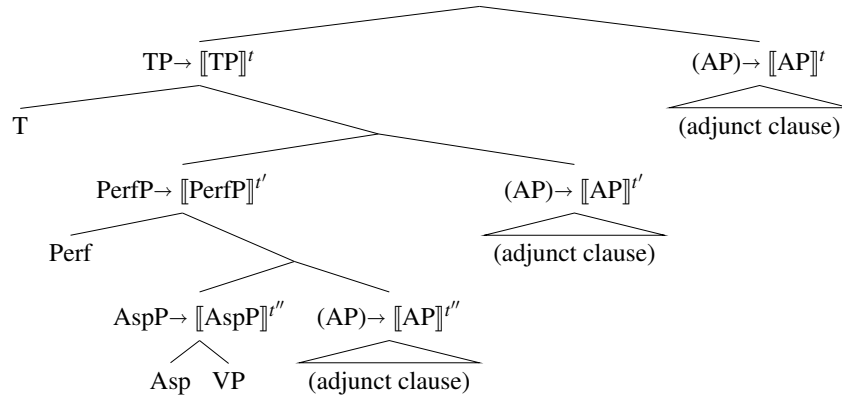 TP→ ⟦TP⟧ᵗ (AP)→ ⟦AP⟧ᵗ
T (adjunct clause)
PerfP→ ⟦PerfP⟧ᵗ′ (AP)→ ⟦AP⟧ᵗ′
Perf (adjunct clause)
AspP→ ⟦AspP⟧ᵗ″ (AP)→ ⟦AP⟧ᵗ″
Asp VP (adjunct clause)